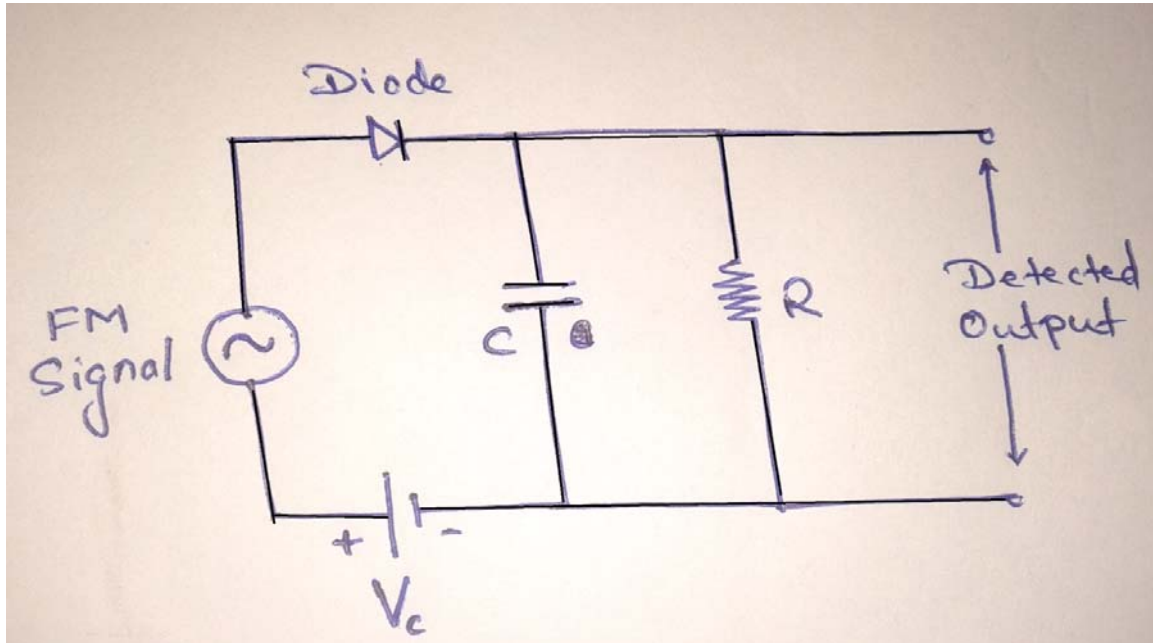 Diode
FM
Signal
C
R
Detected
Output
+
-
Vc